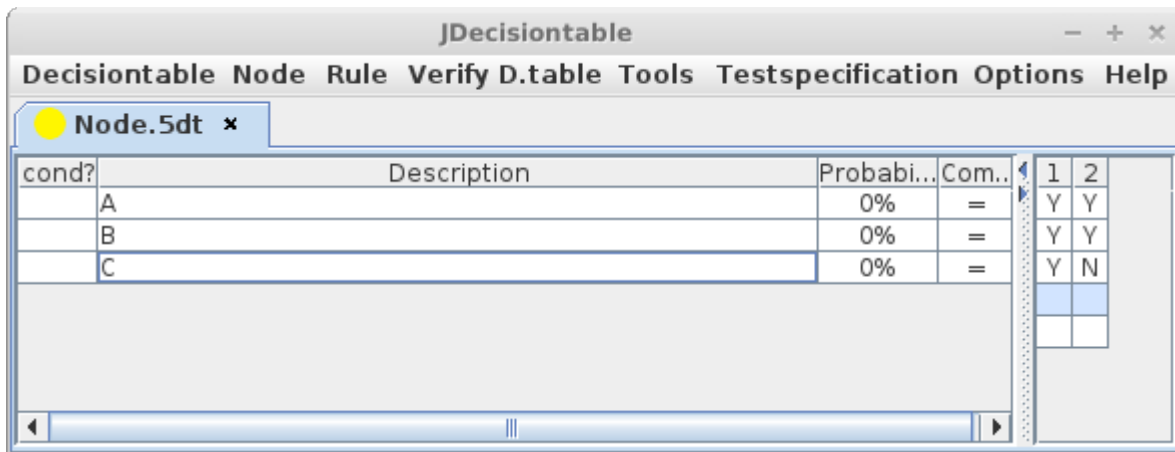 JDecisiontable
Decisiontable Node Rule Verify D.table Tools Testspecification Options Help
Node.5dt
cond? Description Probabi... Com... 1 2
A 0% = Y Y
B 0% = Y Y
C 0% = Y N